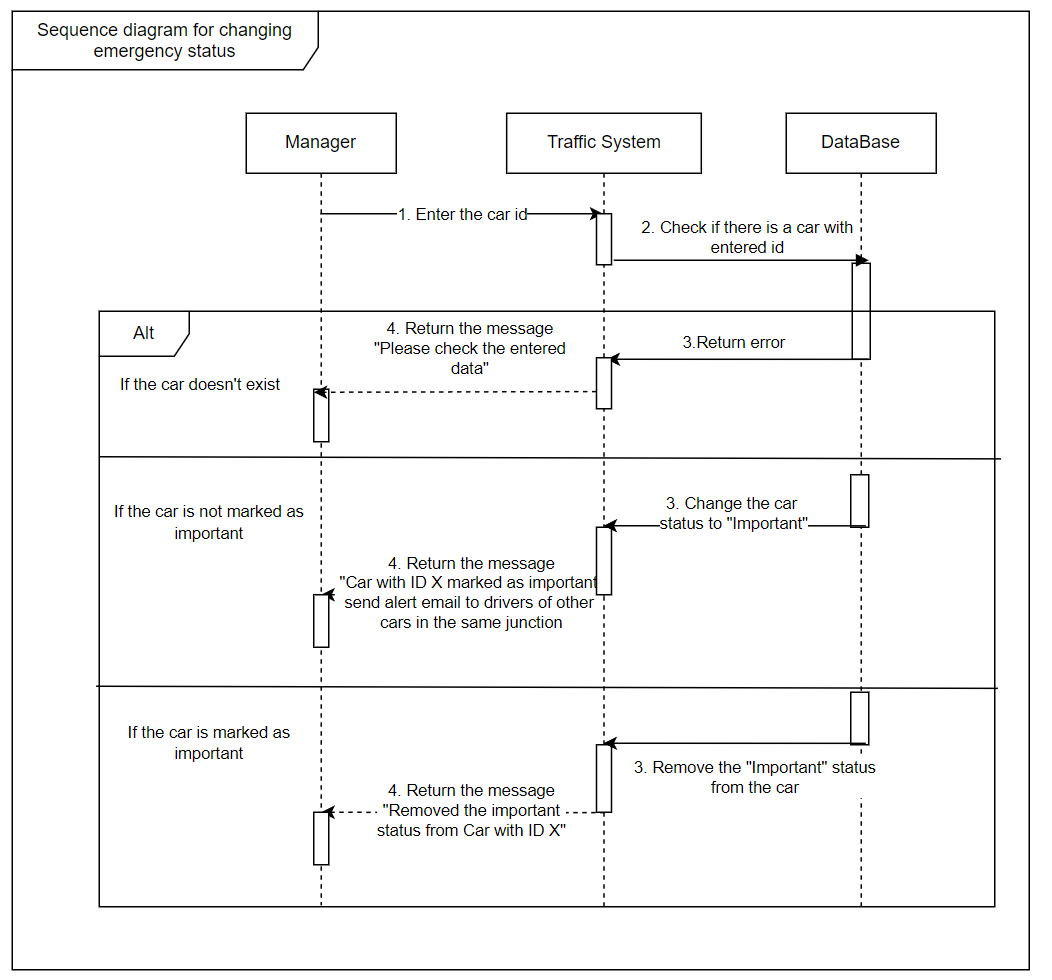 Sequence diagram for changing
emergency status
Manager
Traffic System
DataBase
1. Enter the car id
2. Check if there is a car with
entered id
Alt
If the car doesn't exist
3.Return error
4. Return the message
"Please check the entered
data"
If the car is not marked as
important
3. Change the car
status to "Important"
4. Return the message
"Car with ID X marked as important
send alert email to drivers of other
cars in the same junction
If the car is marked as
important
3. Remove the "Important" status
from the car
4. Return the message
"Removed the important
status from Car with ID X"